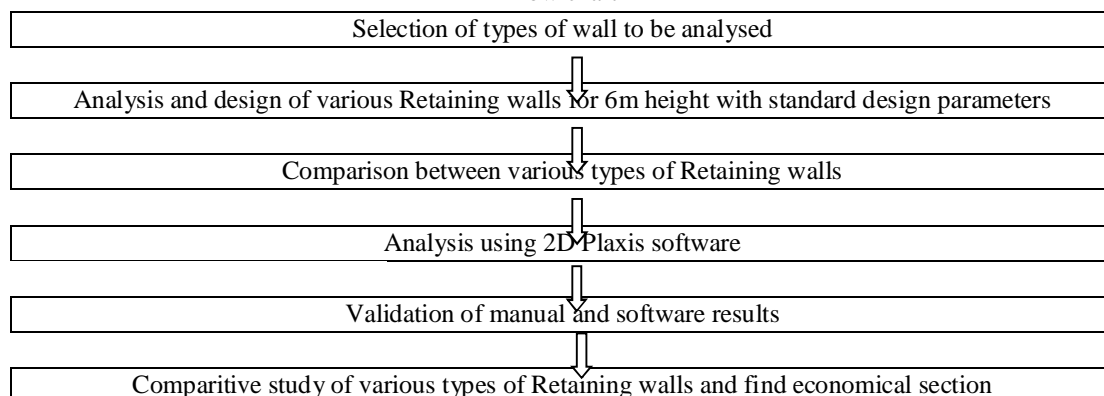 Selection of types of wall to be analysed
Analysis and design of various Retaining walls for 6m height with standard design parameters
Comparison between various types of Retaining walls
Analysis using 2D Plaxis software
Validation of manual and software results
Comparitive study of various types of Retaining walls and find economical section